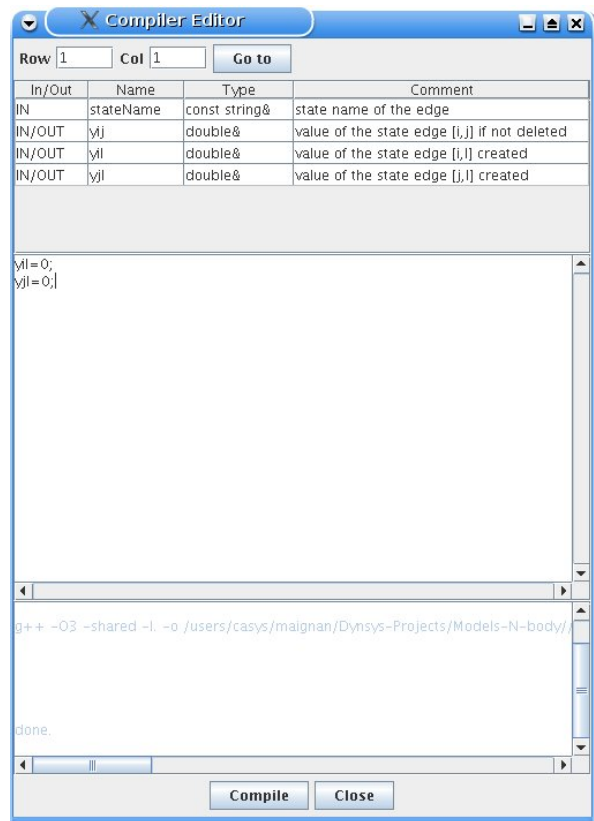 Compiler Editor
Row 1 Col 1 Go to
In/Out Name Type Comment
IN stateName const string& state name of the edge
IN/OUT yij double& value of the state edge [i,j] if not deleted
IN/OUT yil double& value of the state edge [i,l] created
IN/OUT yjl double& value of the state edge [j,l] created
yil=0;
yjl=0;
g++ -O3 -shared -I. -o /users/casys/maignan/Dynsys-Projects/Models-N-body//
done.
Compile Close